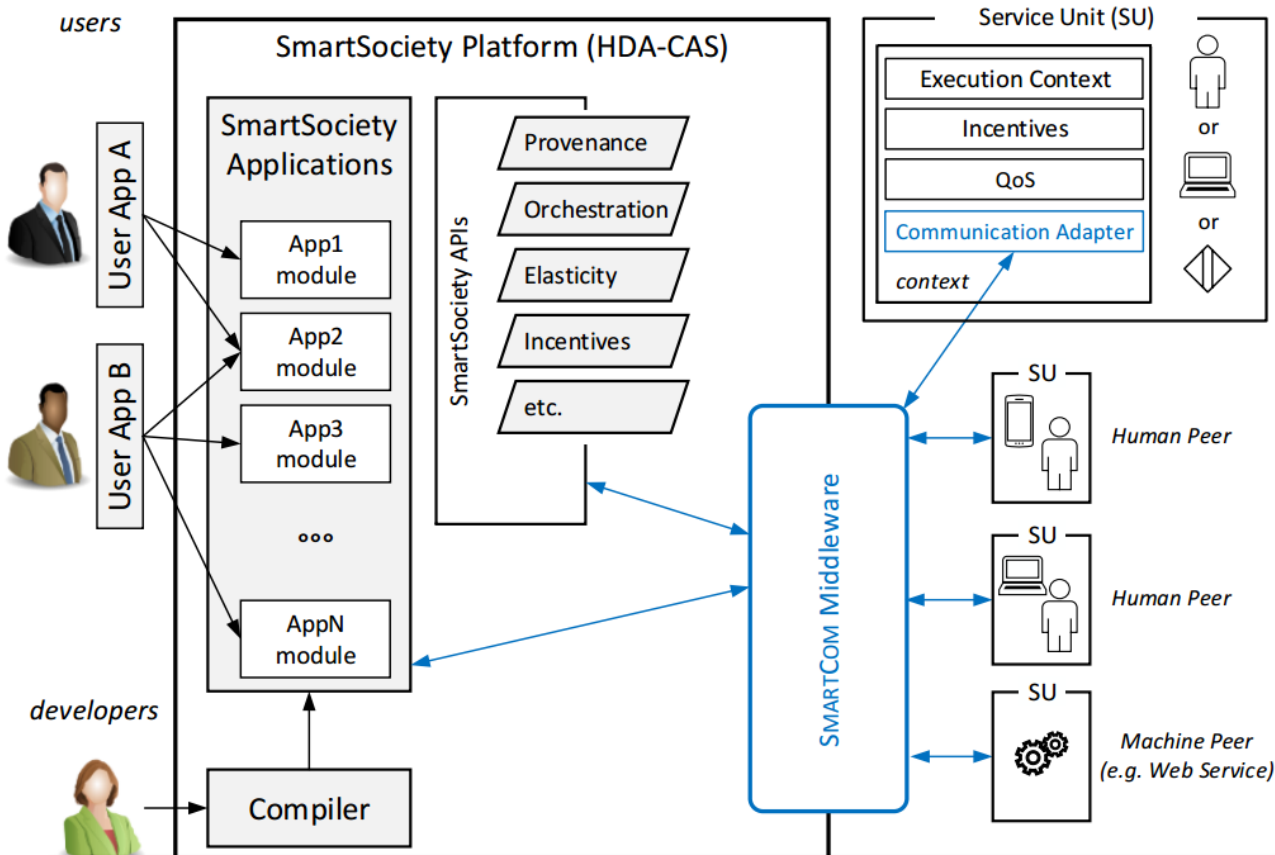 users
SmartSociety Platform (HDA-CAS)
Service Unit (SU)
User App A
User App B
SmartSociety
Applications
App1
module
App2
module
App3
module
ooo
AppN
module
SmartSociety APIs
Provenance
Orchestration
Elasticity
Incentives
etc.
Execution Context
Incentives
QoS
Communication Adapter
context
or
or
SMARTCOM Middleware
SU
Human Peer
SU
Human Peer
SU
Machine Peer
(e.g. Web Service)
developers
Compiler